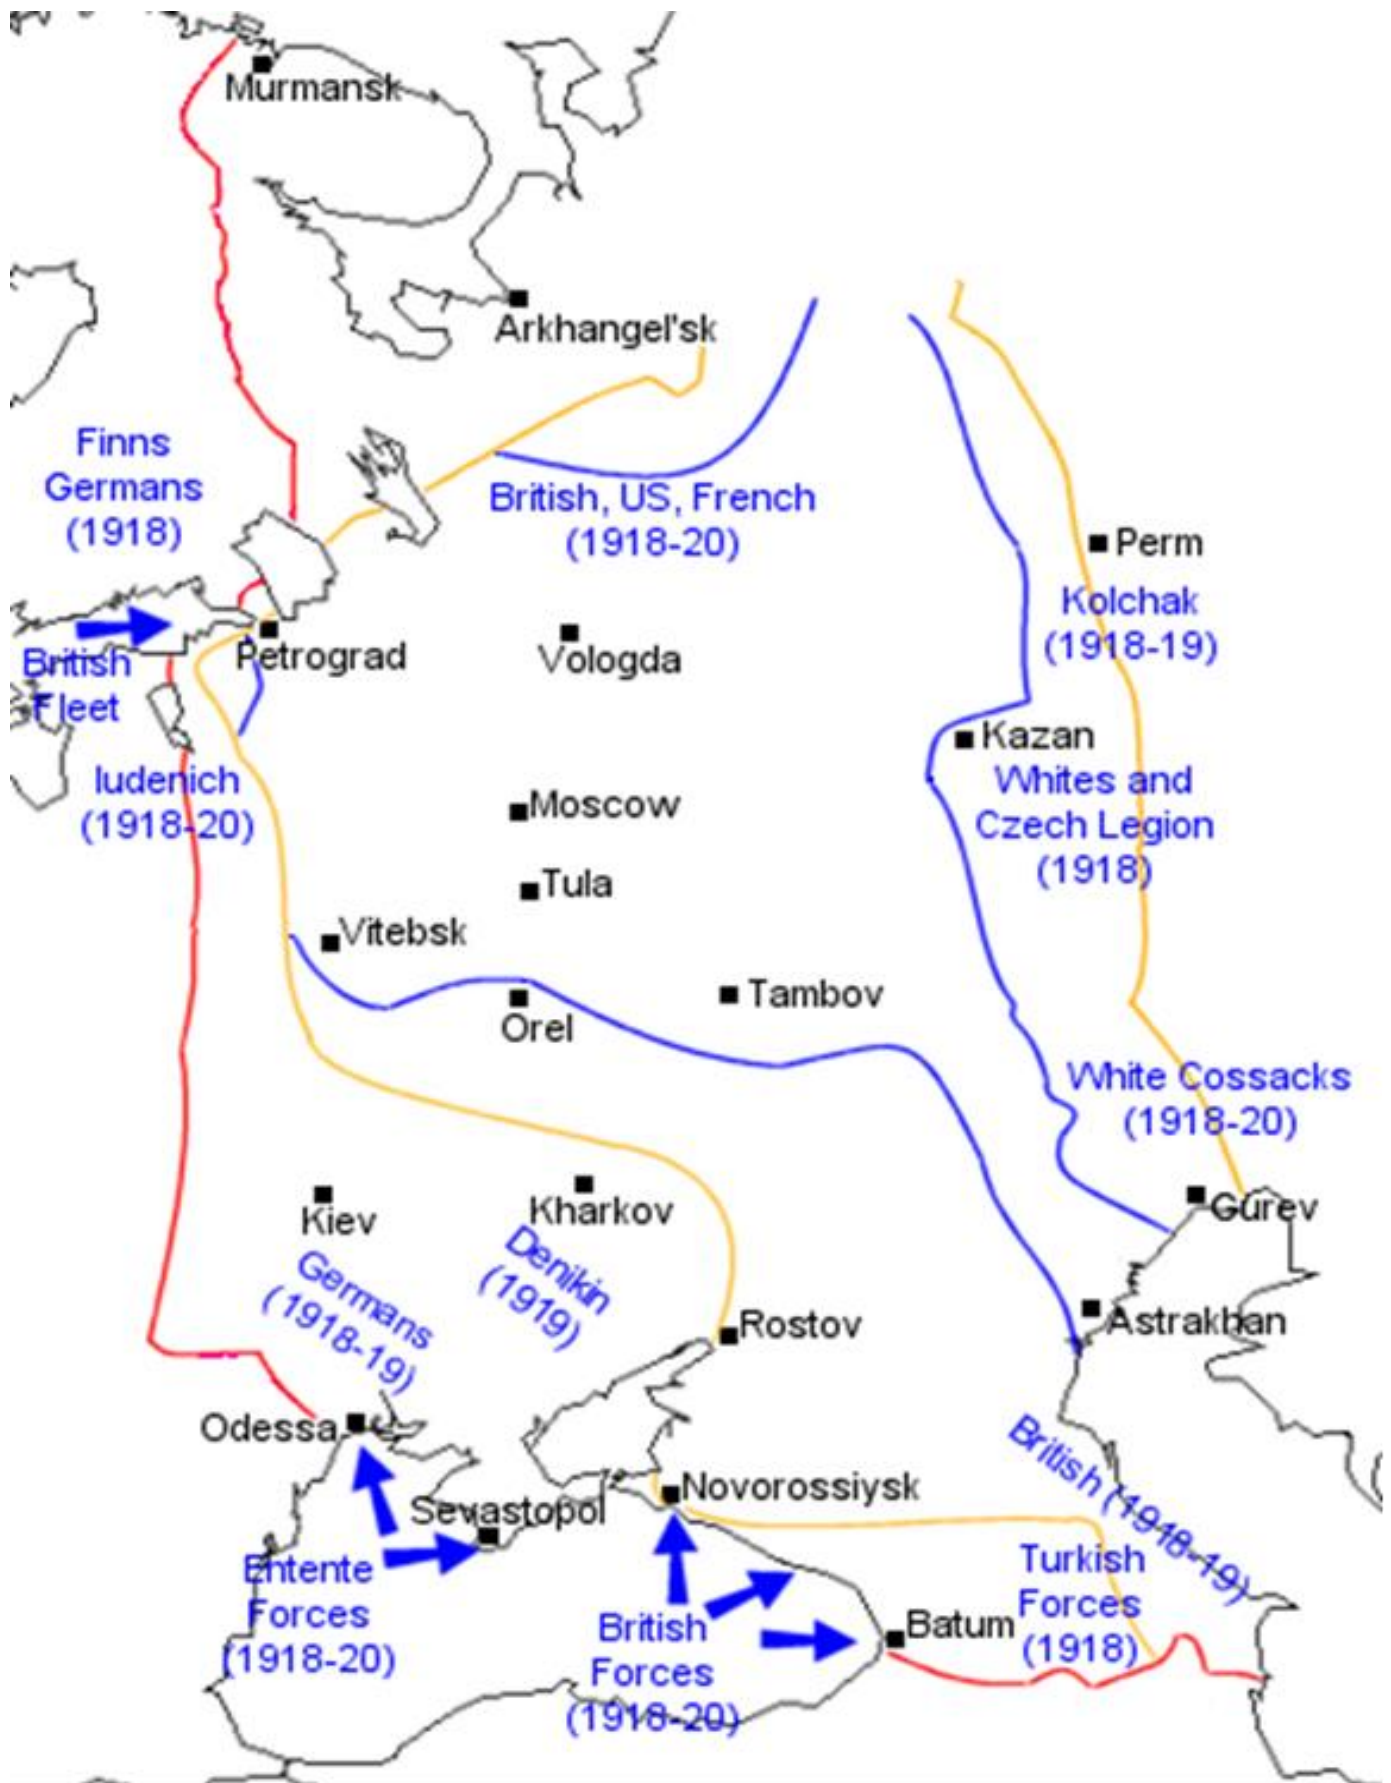 Murmansk
Arkhangel'sk
Finns
Germans
(1918)
British, US, French
(1918-20)
Perm
Kolchak
(1918-19)
Petrograd
Vologda
British
Fleet
Kazan
Iudenich
(1918-20)
Whites and
Czech Legion
(1918)
Moscow
Tula
Vitebsk
Tambov
Orel
White Cossacks
(1918-20)
Kiev
Kharkov
Gurev
Germans
(1918-19)
Denikin
(1919)
Rostov
Astrakhan
Odessa
British (1918-19)
Novorossiysk
Sevastopol
Entente
Forces
(1918-20)
Turkish
Forces
(1918)
British
Forces
(1918-20)
Batum